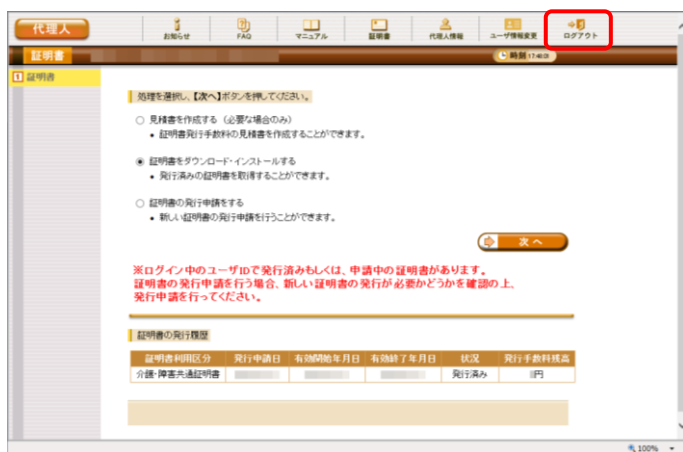 代理人
お知らせ
FAQ
マニュアル
証明書
代理人情報
ユーザ情報変更
ログアウト
証明書
時刻 17:40:03
1 証明書
処理を選択し、【次へ】ボタンを押してください。
見積書を作成する（必要な場合のみ）
• 証明書発行手数料の見積書を作成することができます。
証明書をダウンロード・インストールする
• 発行済みの証明書を取得することができます。
証明書の発行申請をする
• 新しい証明書の発行申請を行うことができます。
次へ
※ログイン中のユーザIDで発行済みもしくは、申請中の証明書があります。
証明書の発行申請を行う場合、新しい証明書の発行が必要かどうかを確認の上、
発行申請を行ってください。
証明書の発行履歴
証明書利用区分 発行申請日 有効開始年月日 有効終了年月日 状況 発行手数料残高
介護・障害共通証明書 発行済み 円
100%